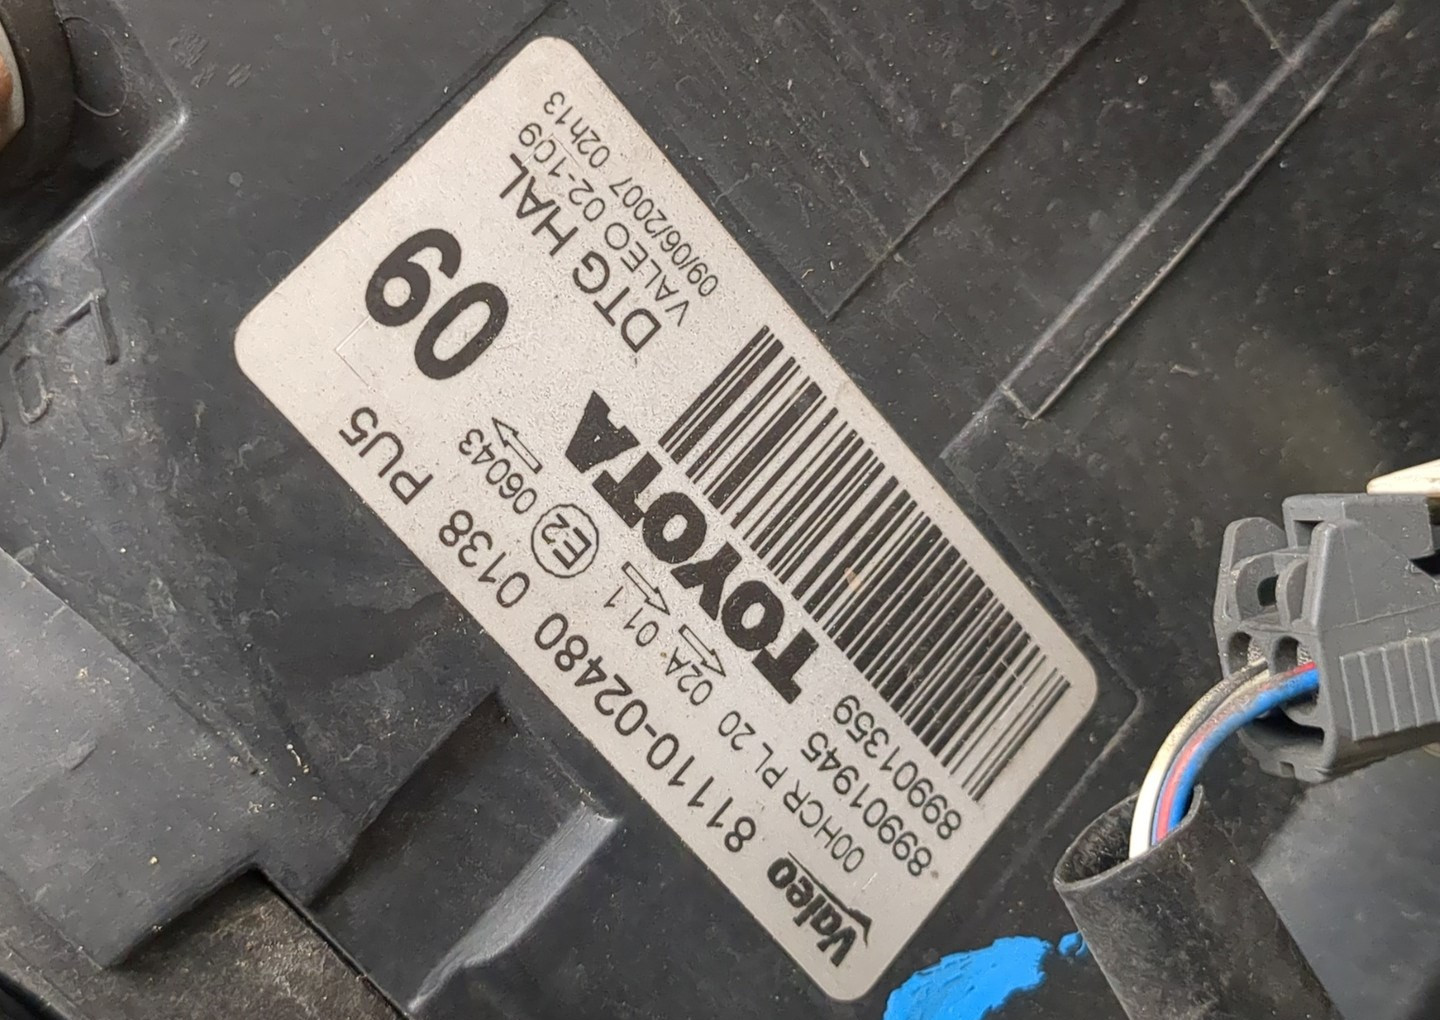 Valeo 81110-02480 0138 PU5
00HCR PL 20 02A 01 1 E2 06043
89901945
89901359
TOYOTA
09
DTG HAL
VALEO 02-109
09/06/2007 02h13